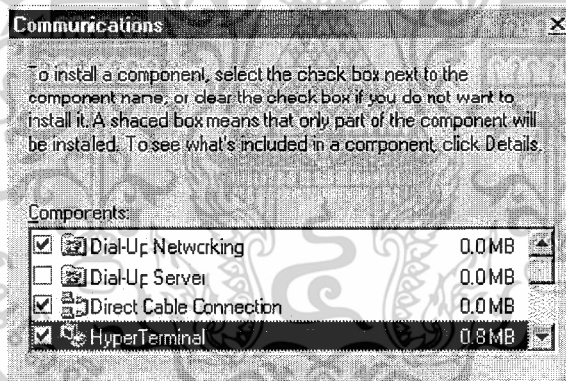 Communications
To install a component, select the check box next to the
component name, or clear the check box if you do not want to
install it. A shaded box means that only part of the component will
be installed. To see what's included in a component, click Details.
Components:
Dial-Up Networking 0.0 MB
Dial-Up Server 0.0 MB
Direct Cable Connection 0.0 MB
HyperTerminal 0.8 MB